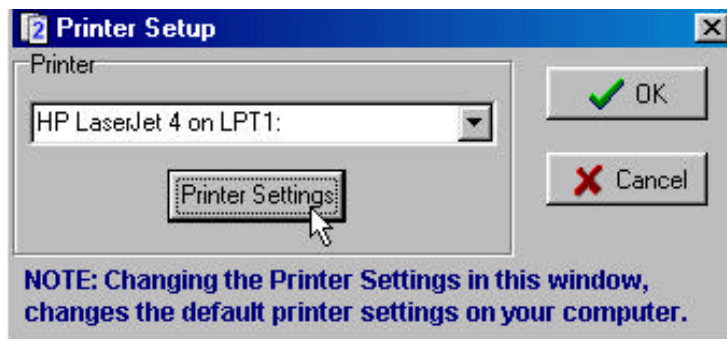 Printer Setup
Printer
HP LaserJet 4 on LPT1:
OK
Printer Settings
Cancel
NOTE: Changing the Printer Settings in this window,
changes the default printer settings on your computer.